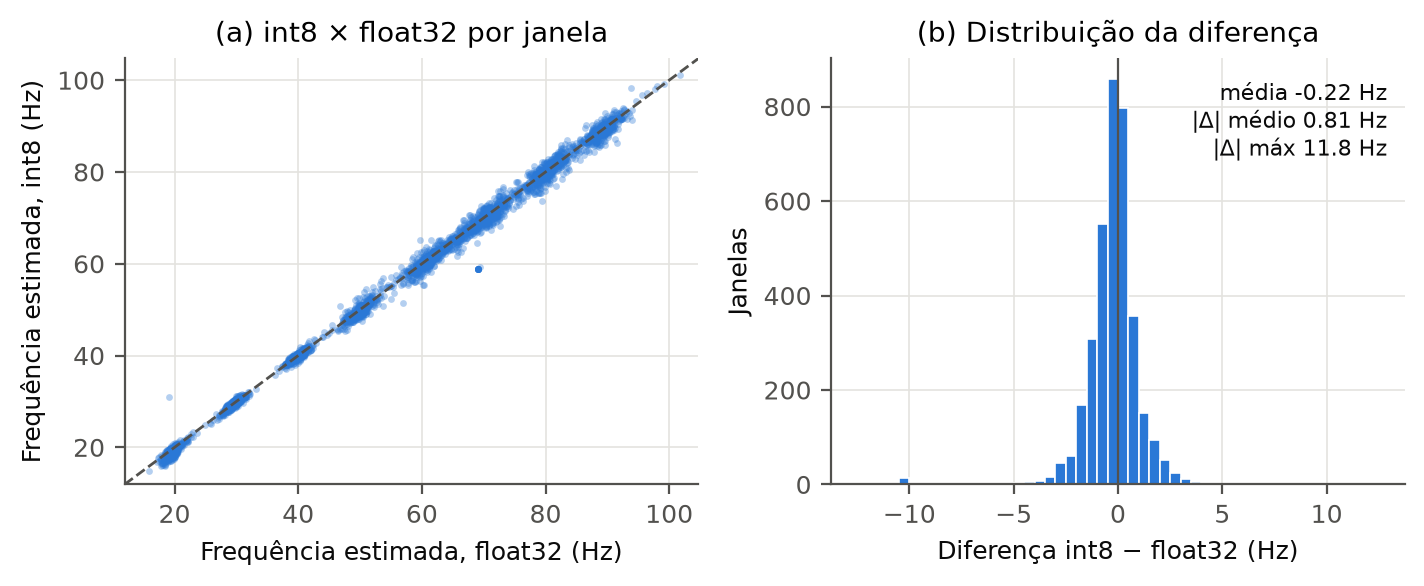 (a) int8 × float32 por janela
Frequência estimada, int8 (Hz)
100
80
60
40
20
20 40 60 80 100
Frequência estimada, float32 (Hz)
(b) Distribuição da diferença
média -0.22 Hz
|Δ| médio 0.81 Hz
|Δ| máx 11.8 Hz
Janelas
800
600
400
200
0
−10 −5 0 5 10
Diferença int8 − float32 (Hz)